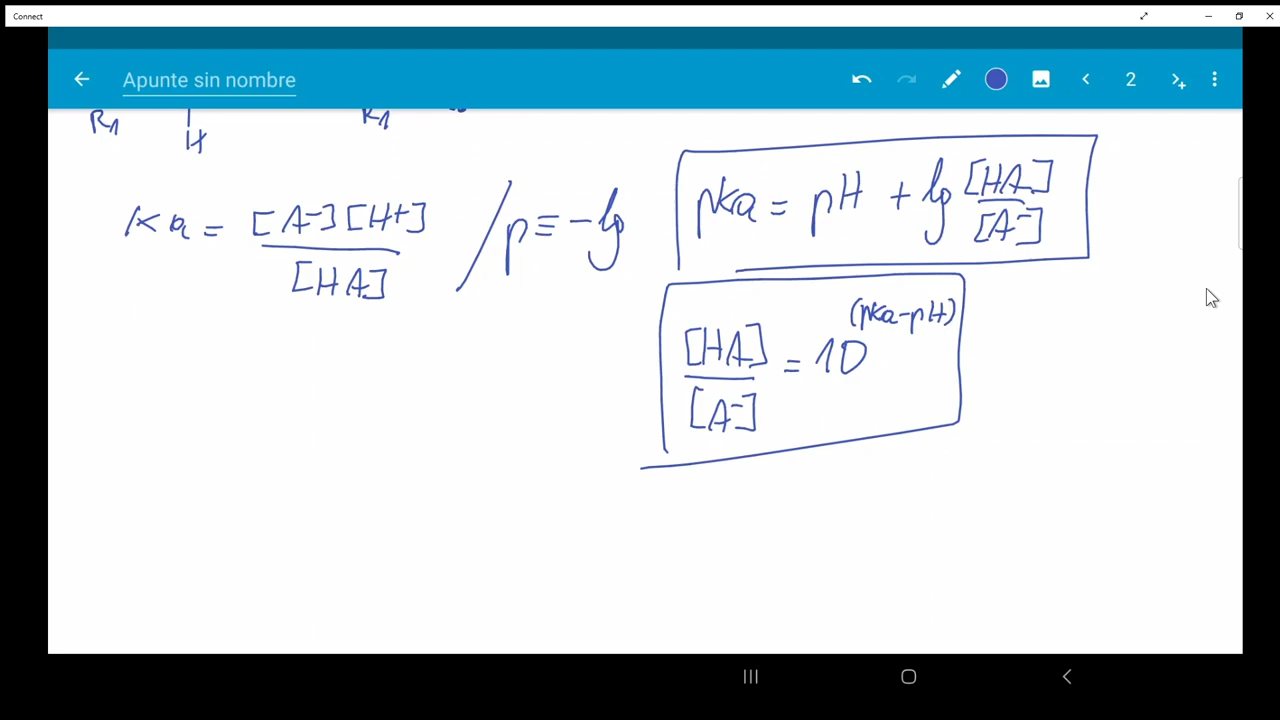 Connect
Apunte sin nombre
2
R1
H
R1
Ka = [A-][H+] / [HA]
/ p ≡ -lg
pKa = pH + lg [HA] / [A-]
[HA] / [A-] = 10^(pKa-pH)